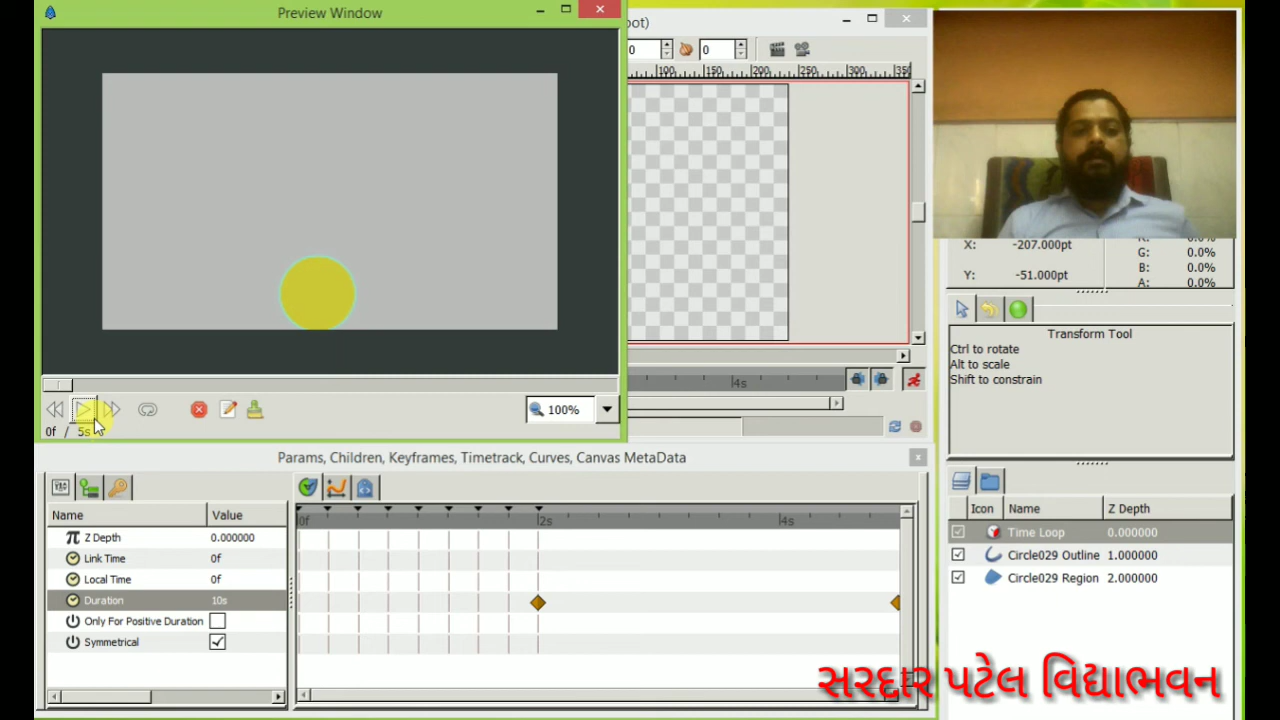 Preview Window
oot)
0
0
100
150
200
250
300
350
4s
100%
0f / 5s
X: -207.000pt
Y: -51.000pt
G: 0.0%
B: 0.0%
A: 0.0%
Transform Tool
Ctrl to rotate
Alt to scale
Shift to constrain
Params, Children, Keyframes, Timetrack, Curves, Canvas MetaData
Name Value
Z Depth 0.000000
Link Time 0f
Local Time 0f
Duration 10s
Only For Positive Duration
Symmetrical
0f 2s 4s
Icon Name Z Depth
Time Loop 0.000000
Circle029 Outline 1.000000
Circle029 Region 2.000000
સરદાર પટેલ વિદ્યાભવન